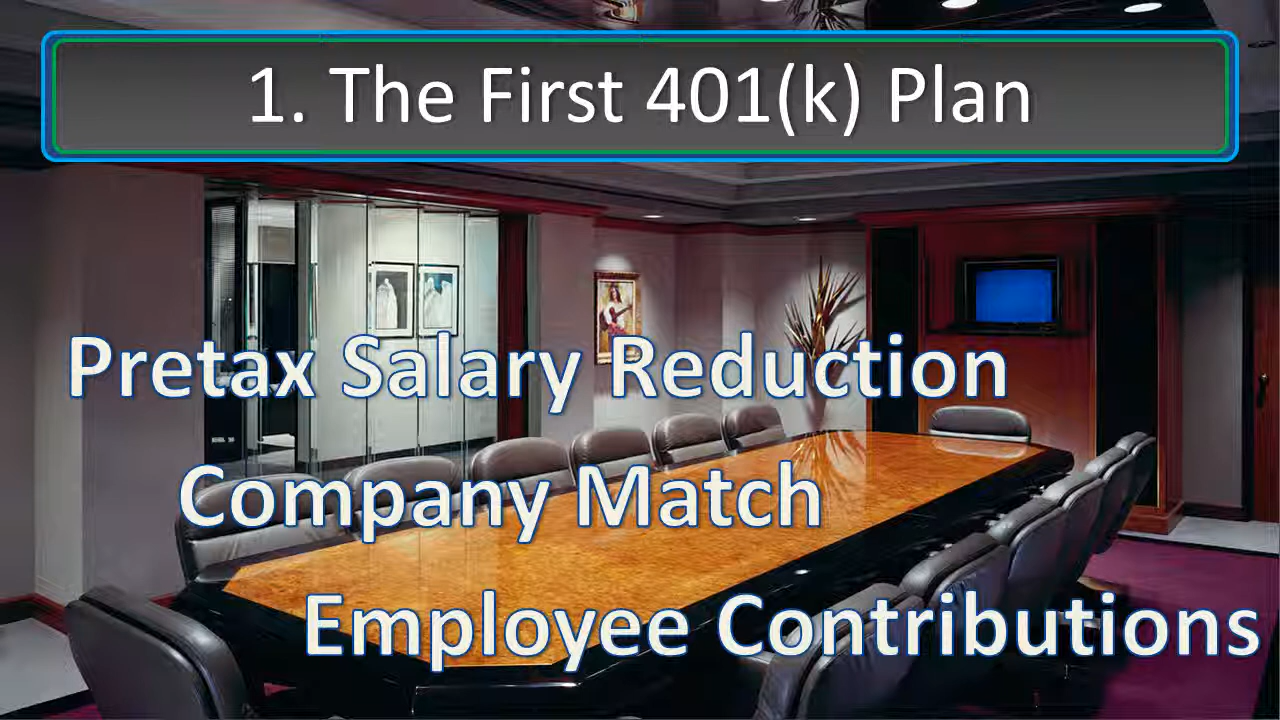 1. The First 401(k) Plan
Pretax Salary Reduction
Company Match
Employee Contributions